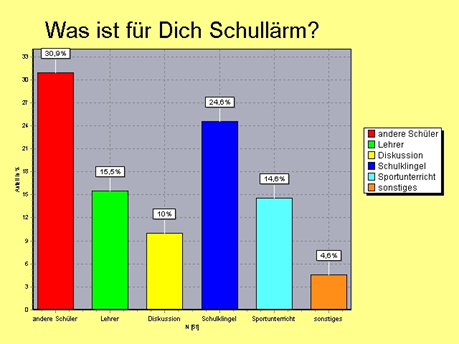 Was ist für Dich Schullärm?
33
30
27
24
21
18
15
12
9
6
3
0
30,9%
15,5%
10%
24,6%
14,6%
4,6%
andere Schüler
Lehrer
Diskussion
Schulklingel
Sportunterricht
sonstiges
N [51]
andere Schüler
Lehrer
Diskussion
Schulklingel
Sportunterricht
sonstiges